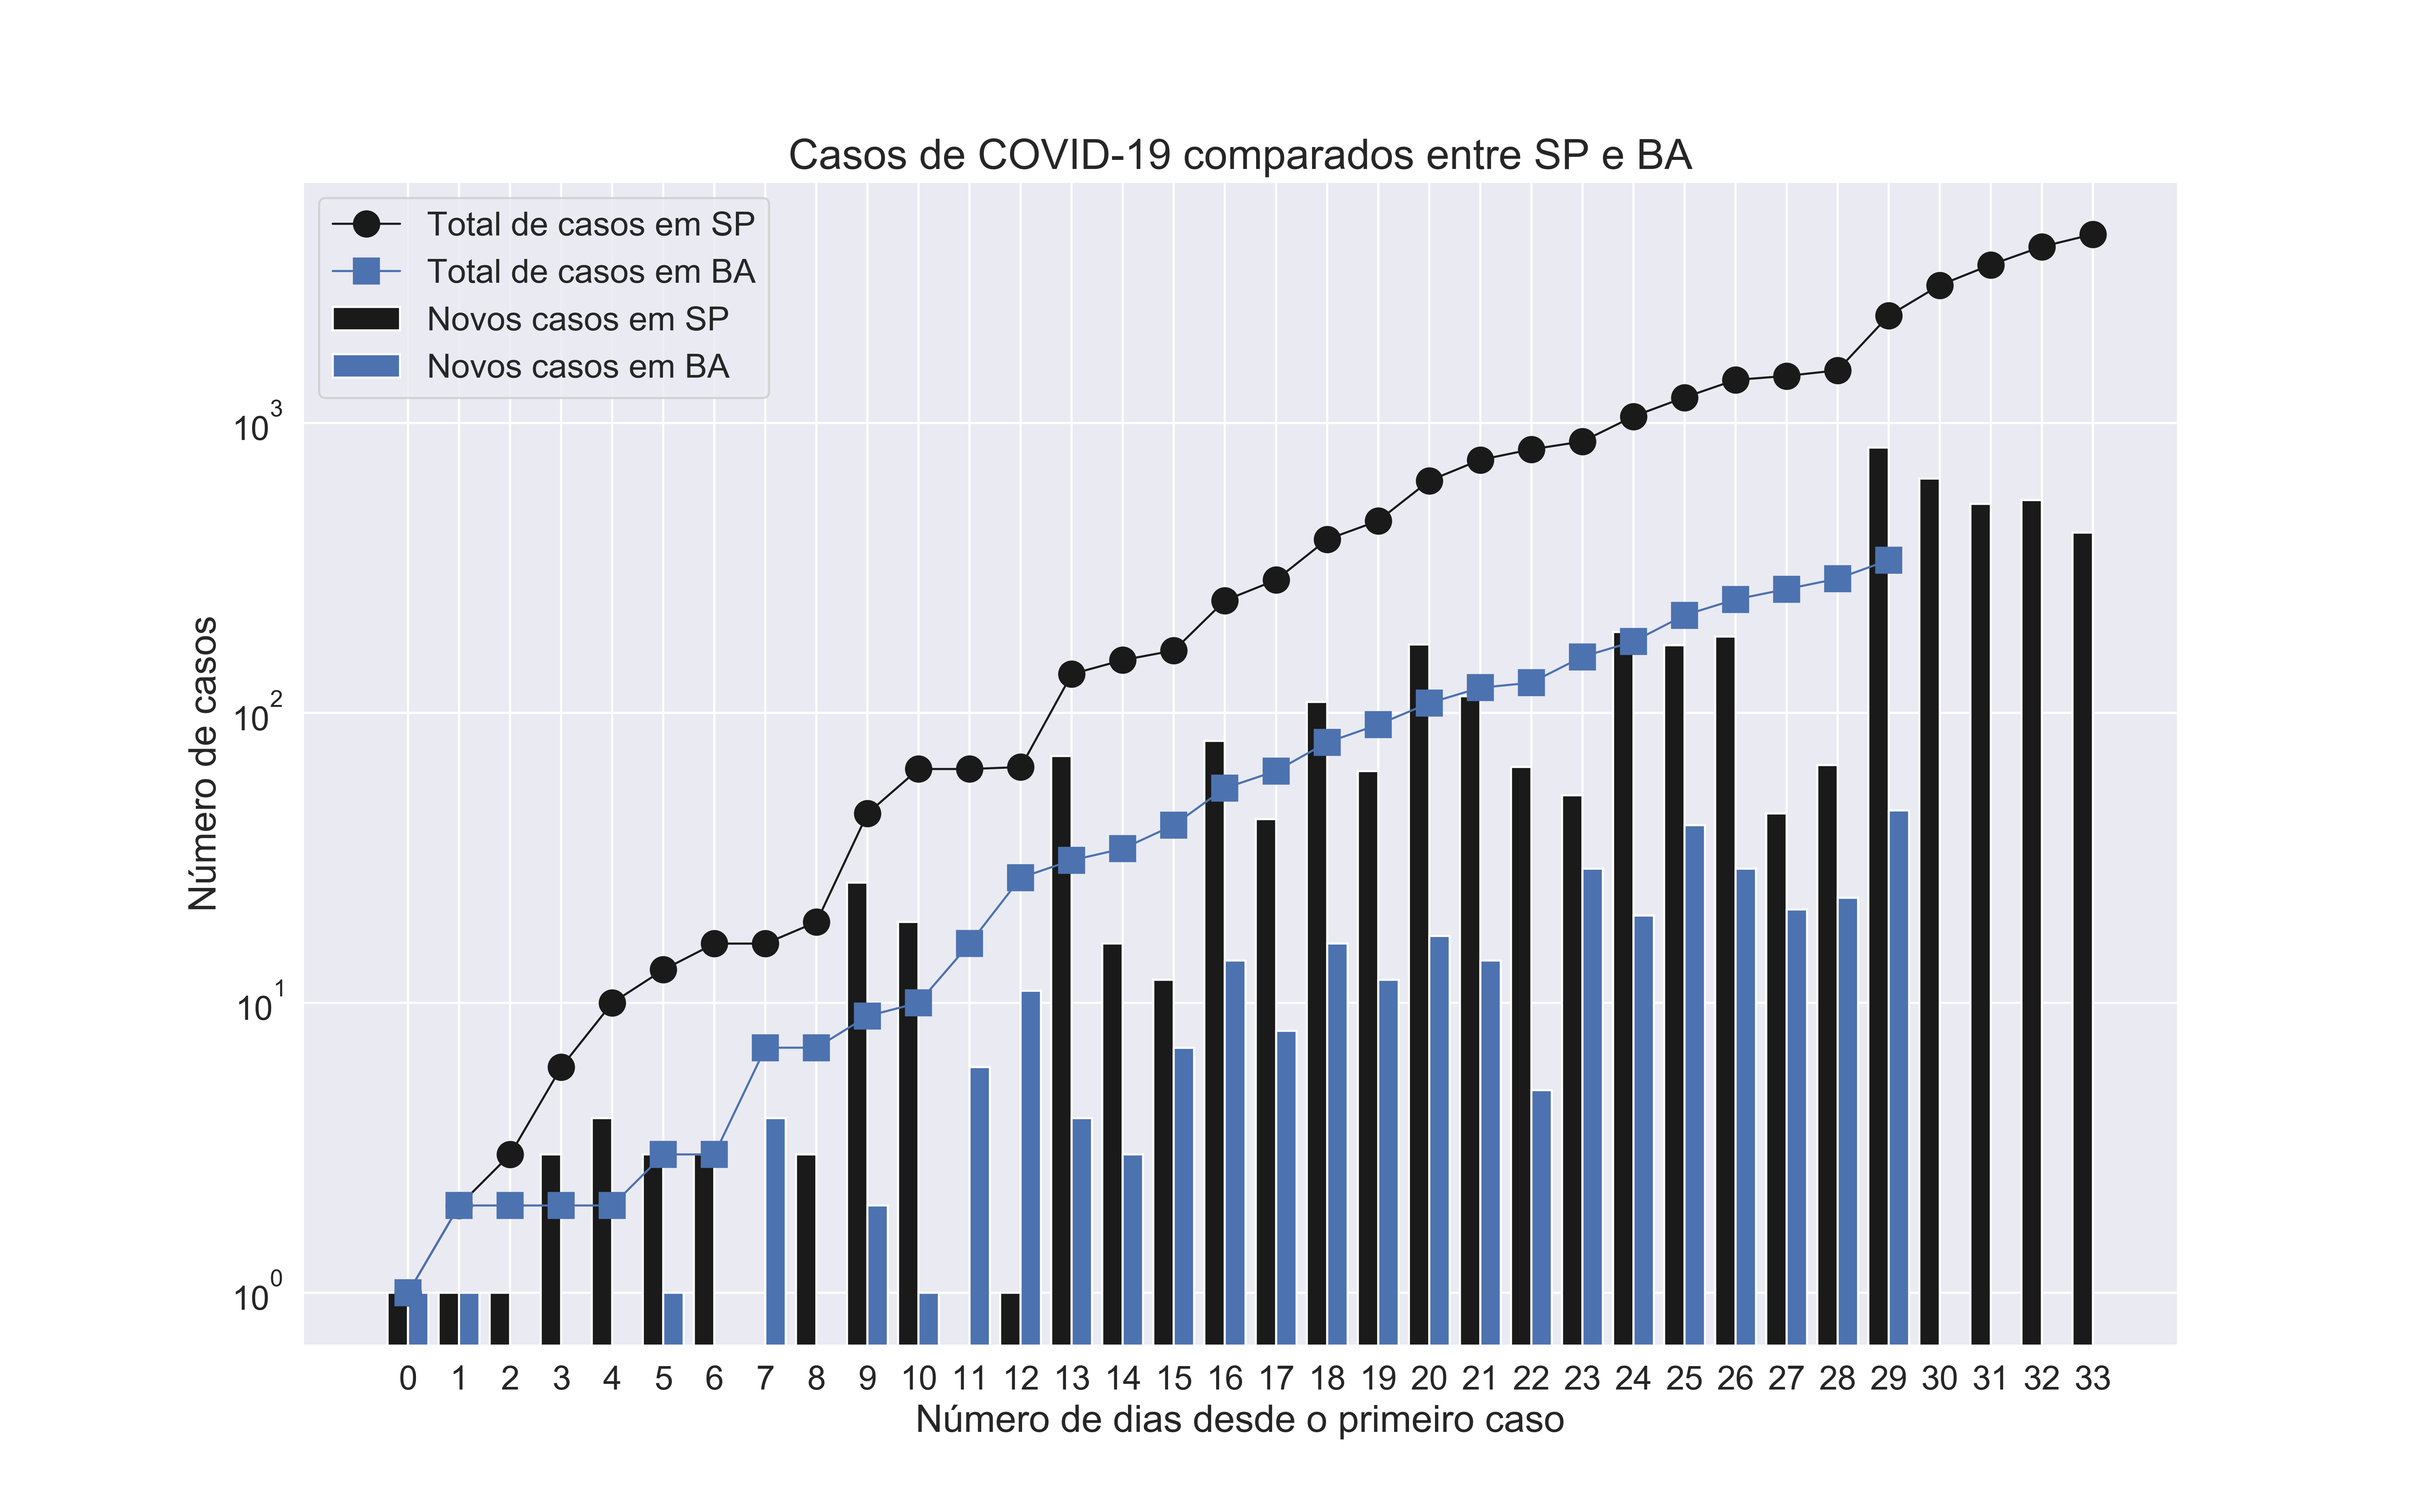 Casos de COVID-19 comparados entre SP e BA
Total de casos em SP
Total de casos em BA
Novos casos em SP
Novos casos em BA
Número de casos
10³
10²
10¹
10⁰
0 1 2 3 4 5 6 7 8 9 10 11 12 13 14 15 16 17 18 19 20 21 22 23 24 25 26 27 28 29 30 31 32 33
Número de dias desde o primeiro caso